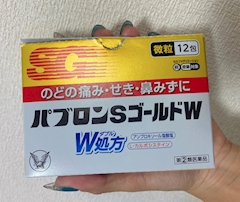 微粒 12包
SG
のどの痛み・せき・鼻みずに
パブロンSゴールドW
ダブル
W処方
アンブロキソール塩酸塩
L-カルボシステイン
第②類医薬品